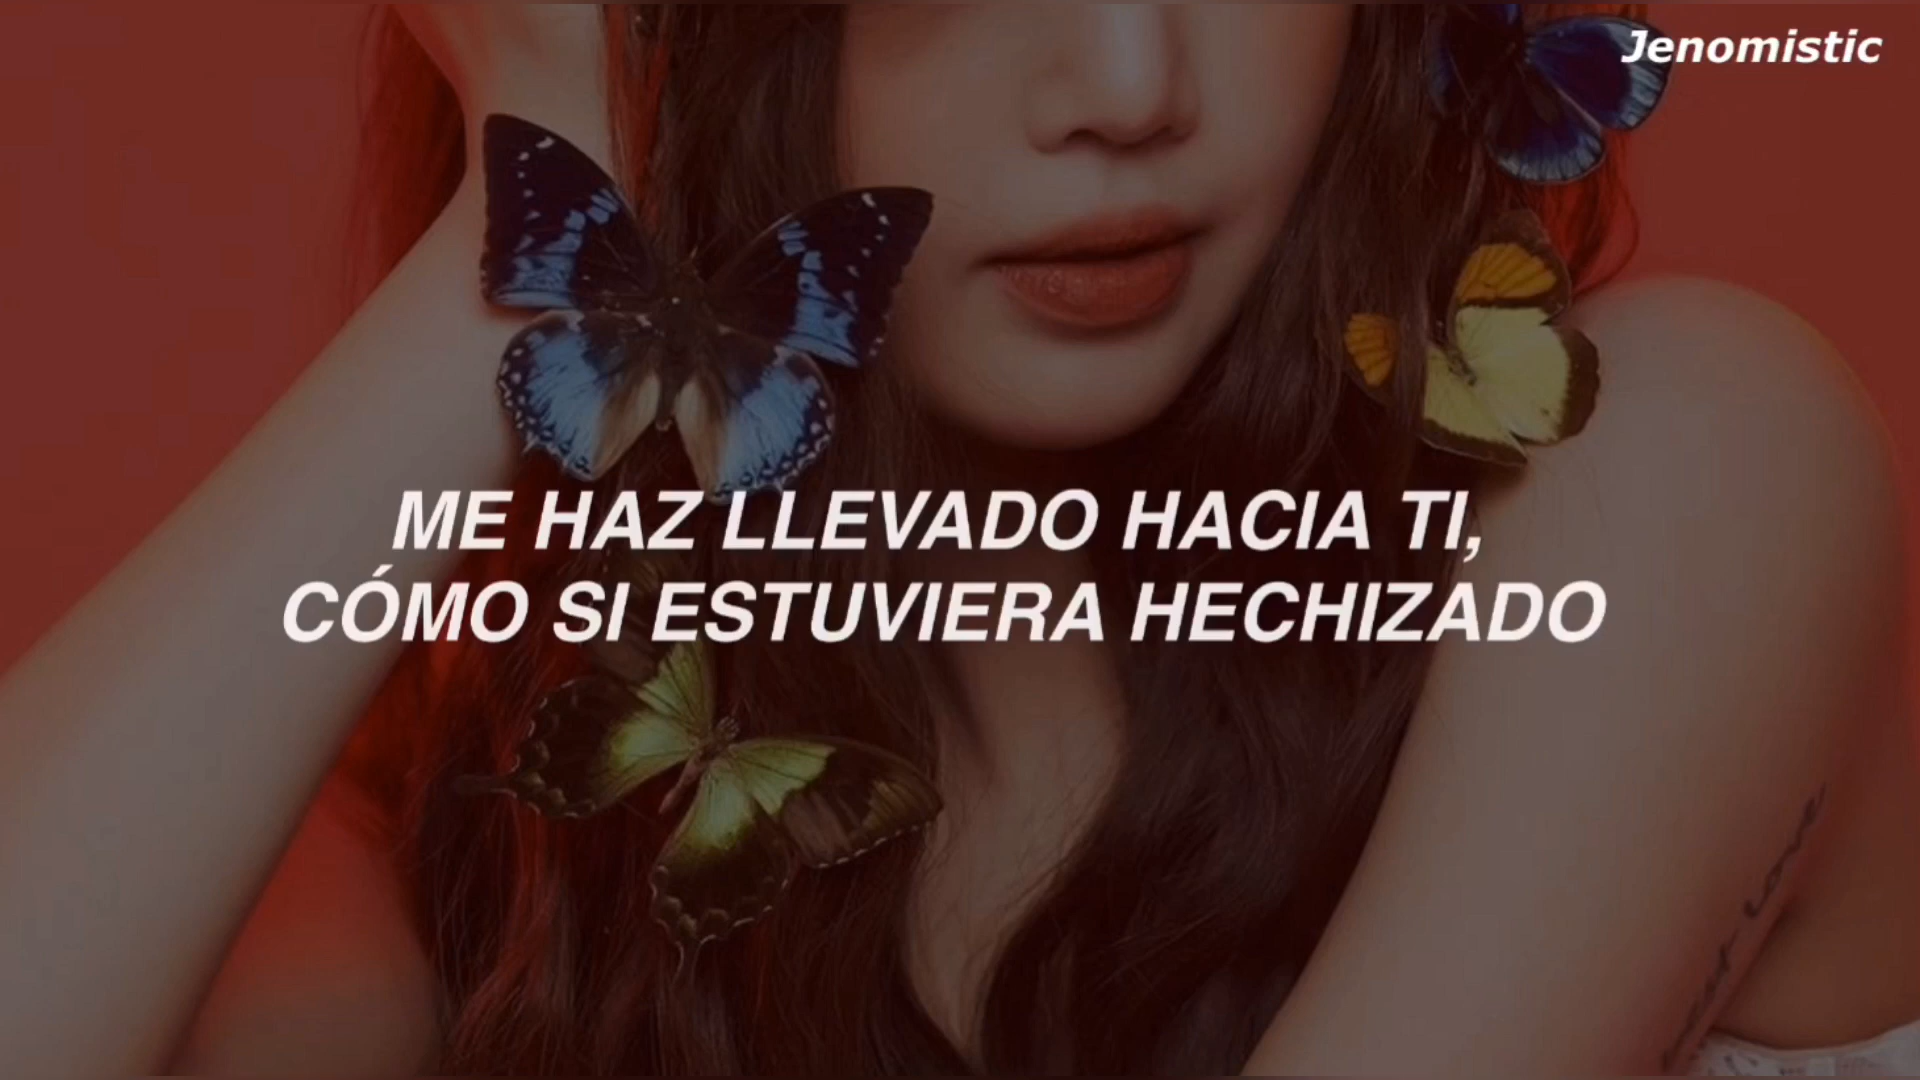 Jenomistic
ME HAZ LLEVADO HACIA TI,
CÓMO SI ESTUVIERA HECHIZADO